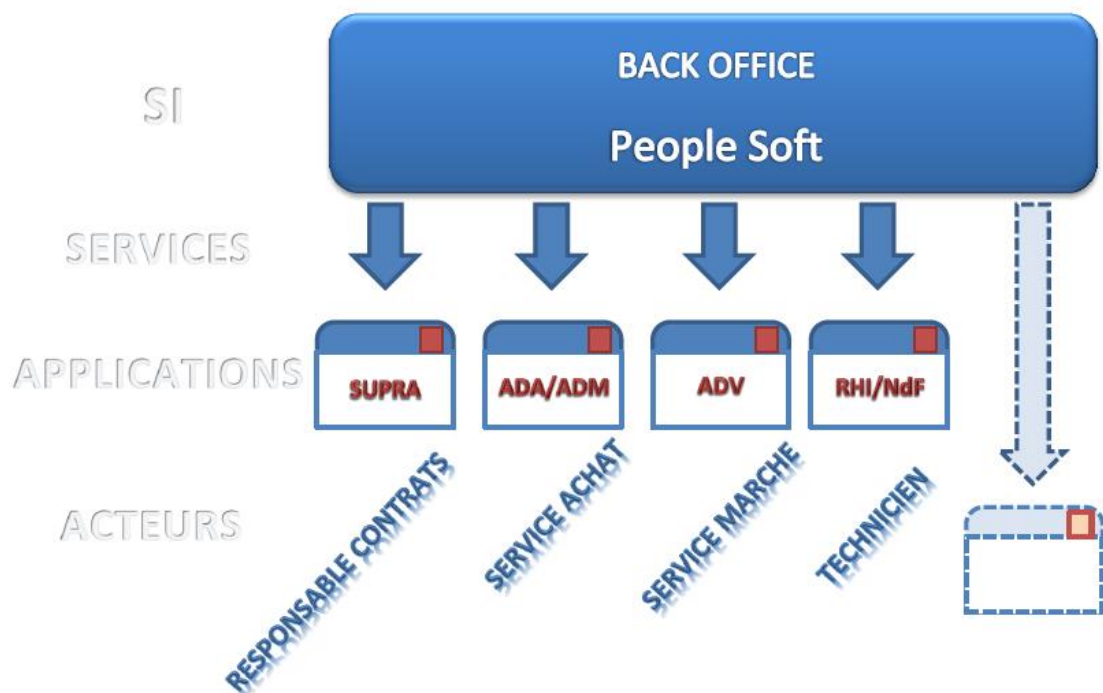 SI
BACK OFFICE
People Soft
SERVICES
APPLICATIONS
SUPRA
ADA/ADM
ADV
RHI/NdF
ACTEURS
RESPONSABLE CONTRATS
SERVICE ACHAT
SERVICE MARCHE
TECHNICIEN